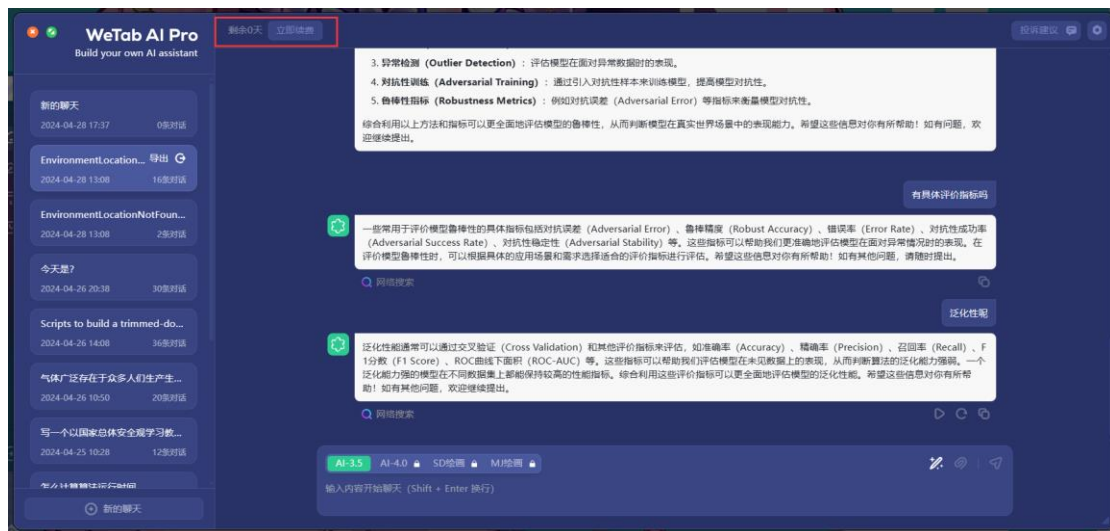 WeTab AI Pro
Build your own AI assistant
剩余0天 立即续费
投诉建议
新的聊天
2024-04-28 17:37 0条对话
EnvironmentLocation... 导出
2024-04-28 13:08 16条对话
EnvironmentLocationNotFoun...
2024-04-28 13:08 2条对话
今天是?
2024-04-26 20:38 30条对话
Scripts to build a trimmed-do...
2024-04-26 14:08 36条对话
气体广泛存在于众多人们生产生...
2024-04-26 10:50 20条对话
写一个以国家总体安全观学习教...
2024-04-25 10:28 12条对话
怎么计算算法运行时间
新的聊天
3. 异常检测 (Outlier Detection) : 评估模型在面对异常数据时的表现。
4. 对抗性训练 (Adversarial Training) : 通过引入对抗性样本来训练模型, 提高模型对抗性。
5. 鲁棒性指标 (Robustness Metrics) : 例如对抗误差 (Adversarial Error) 等指标来衡量模型对抗性。
综合利用以上方法和指标可以更全面地评估模型的鲁棒性, 从而判断模型在真实世界场景中的表现能力。希望这些信息对你有所帮助! 如有问题, 欢
迎继续提出。
有具体评价指标吗
一些常用于评价模型鲁棒性的具体指标包括对抗误差 (Adversarial Error) 、鲁棒精度 (Robust Accuracy) 、错误率 (Error Rate) 、对抗性成功率
(Adversarial Success Rate) 、对抗性稳定性 (Adversarial Stability) 等。这些指标可以帮助我们更准确地评估模型在面对异常情况时的表现。在
评价模型鲁棒性时, 可以根据具体的应用场景和需求选择适合的评价指标进行评估。希望这些信息对你有所帮助! 如有其他问题, 请随时提出。
网络搜索
泛化性呢
泛化性能通常可以通过交叉验证 (Cross Validation) 和其他评价指标来评估, 如准确率 (Accuracy) 、精确率 (Precision) 、召回率 (Recall) 、F
1分数 (F1 Score) 、ROC曲线下面积 (ROC-AUC) 等。这些指标可以帮助我们评估模型在未见数据上的表现, 从而判断算法的泛化能力强弱。一个
泛化能力强的模型在不同数据集上都能保持较高的性能指标。综合利用这些评价指标可以更全面地评估模型的泛化性能。希望这些信息对你有所帮
助! 如有其他问题, 欢迎继续提出。
网络搜索
AI-3.5 AI-4.0 SD绘画 MJ绘画
输入内容开始聊天 (Shift + Enter 换行)